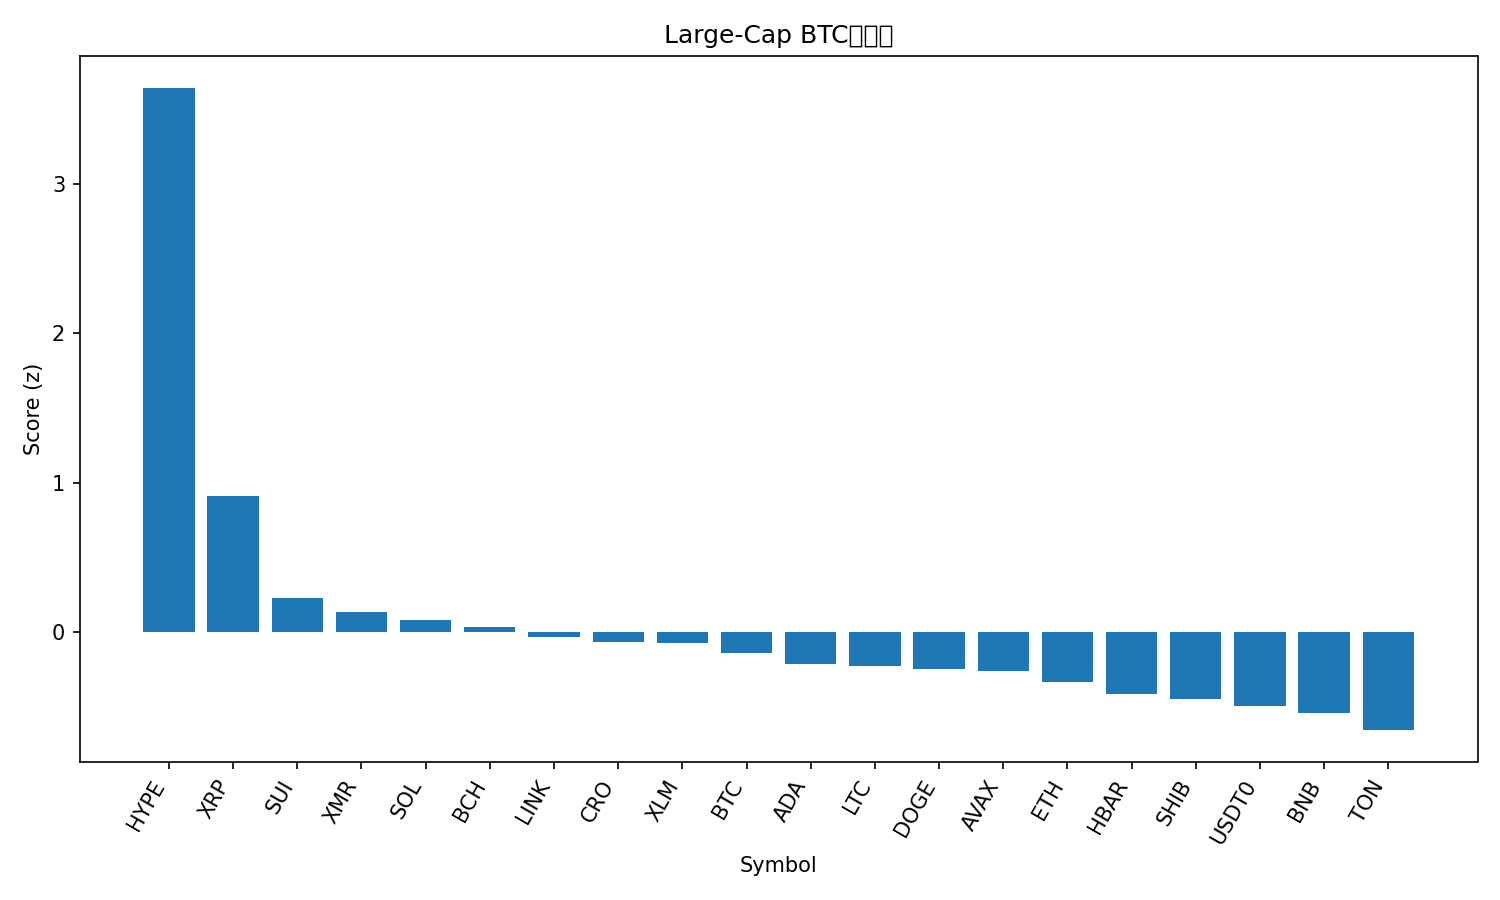 Large-Cap BTC
Score (z)
3
2
1
0
HYPE
XRP
SUI
XMR
SOL
BCH
LINK
CRO
XLM
BTC
ADA
LTC
DOGE
AVAX
ETH
HBAR
SHIB
USDT0
BNB
TON
Symbol